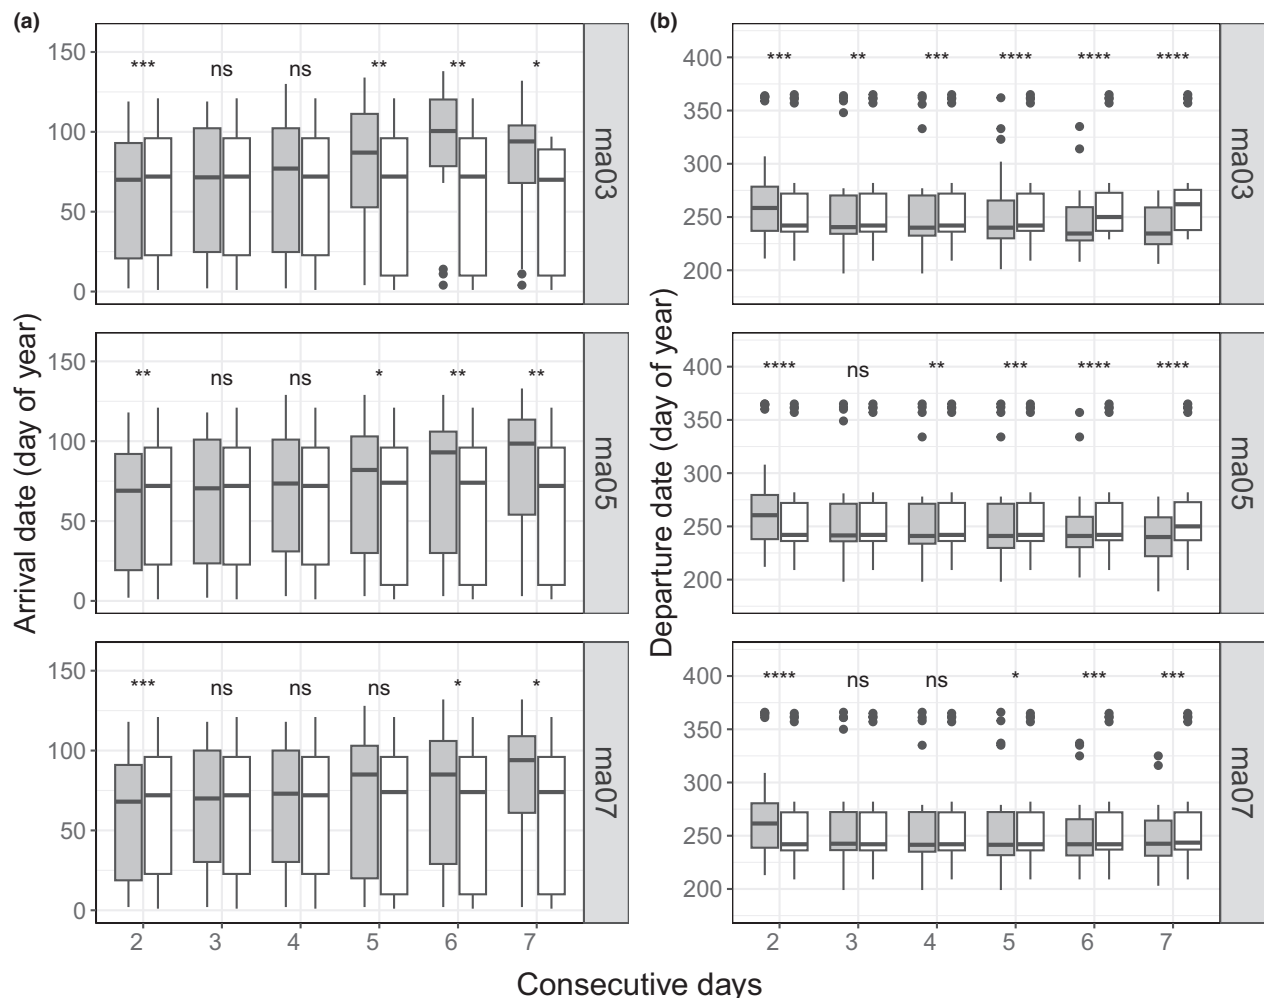 (a)
(b)
150
100
50
0
*** ns ns ** ** *
ma03
400
350
300
250
200
*** ** *** **** **** ****
ma03
150
100
50
0
** ns ns * ** **
ma05
400
350
300
250
200
**** ns ** *** **** ****
ma05
150
100
50
0
*** ns ns ns * *
ma07
400
350
300
250
200
**** ns ns * *** ***
ma07
Arrival date (day of year)
Departure date (day of year)
2 3 4 5 6 7
2 3 4 5 6 7
Consecutive days